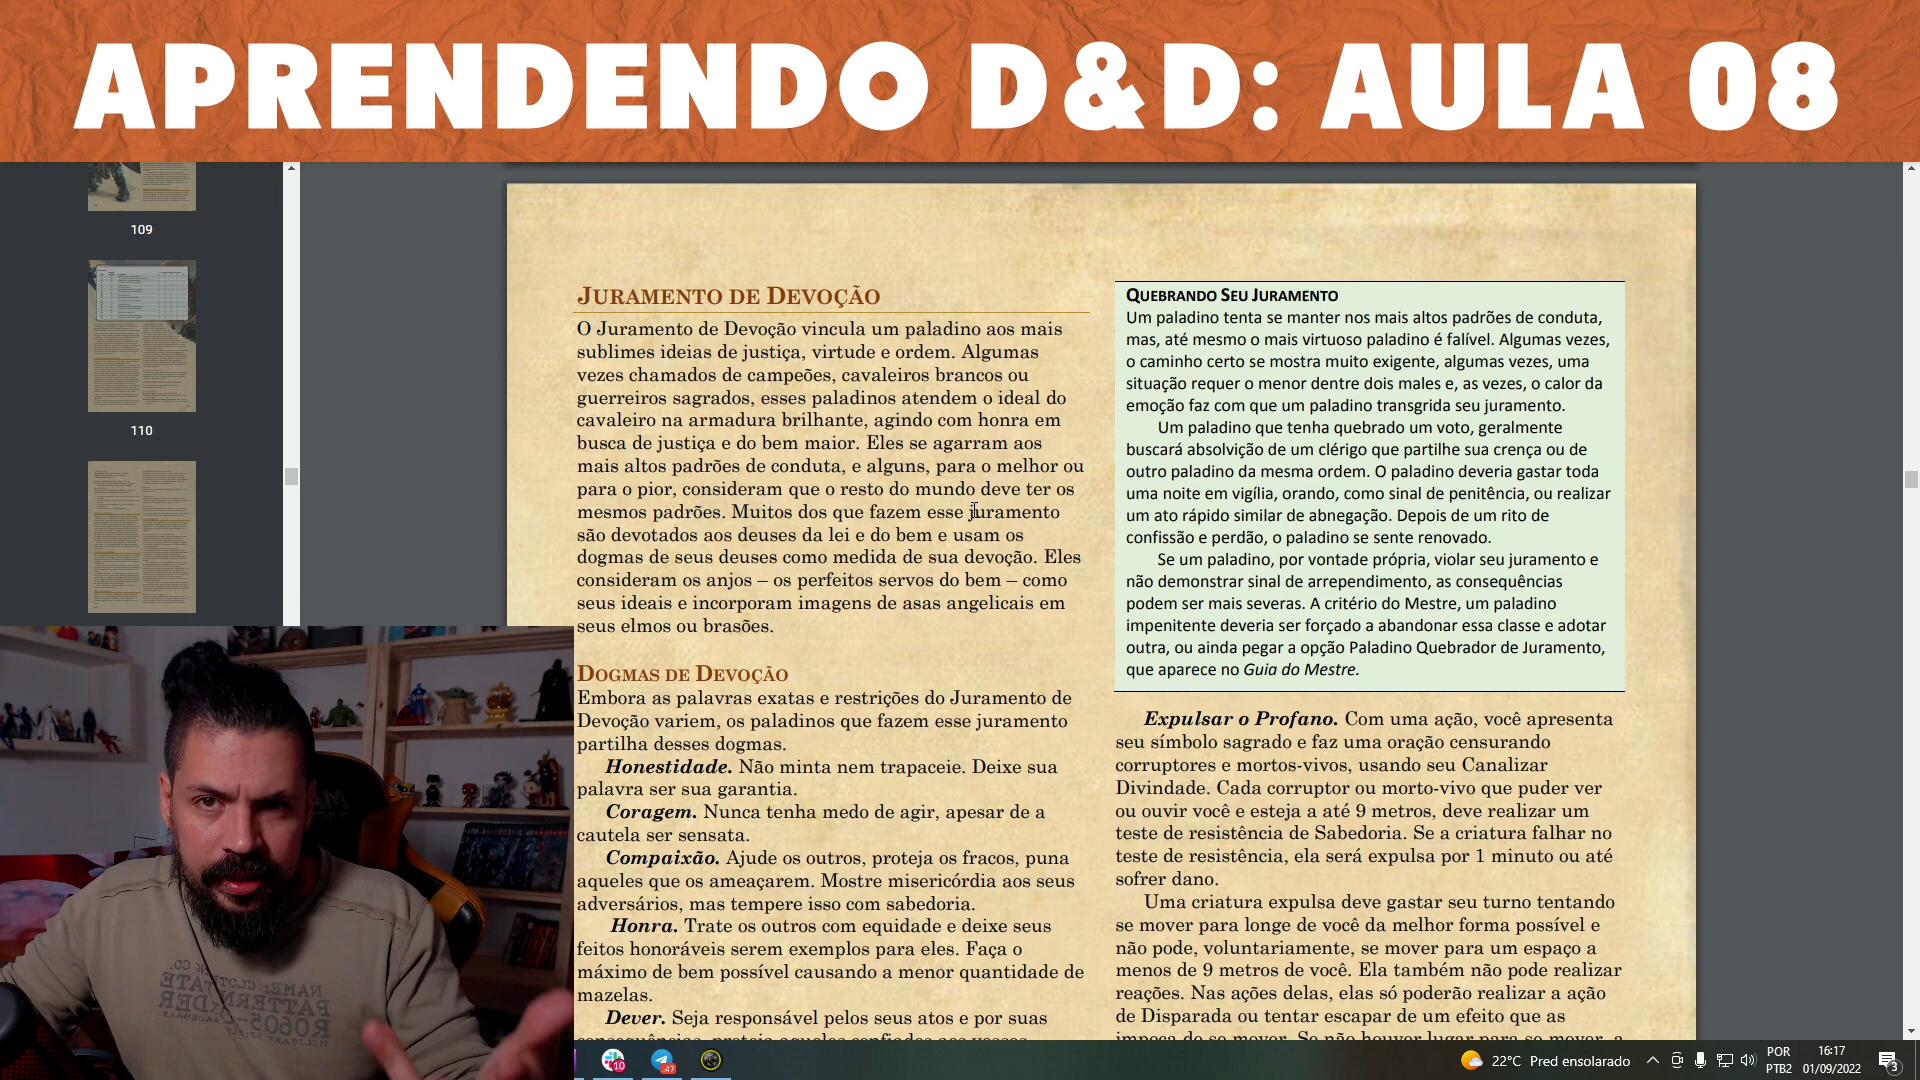 APRENDENDO D&D: AULA 08
109
110
JURAMENTO DE DEVOÇÃO
O Juramento de Devoção vincula um paladino aos mais
sublimes ideias de justiça, virtude e ordem. Algumas
vezes chamados de campeões, cavaleiros brancos ou
guerreiros sagrados, esses paladinos atendem o ideal do
cavaleiro na armadura brilhante, agindo com honra em
busca de justiça e do bem maior. Eles se agarram aos
mais altos padrões de conduta, e alguns, para o melhor ou
para o pior, consideram que o resto do mundo deve ter os
mesmos padrões. Muitos dos que fazem esse juramento
são devotados aos deuses da lei e do bem e usam os
dogmas de seus deuses como medida de sua devoção. Eles
consideram os anjos – os perfeitos servos do bem – como
seus ideais e incorporam imagens de asas angelicais em
seus elmos ou brasões.
DOGMAS DE DEVOÇÃO
Embora as palavras exatas e restrições do Juramento de
Devoção variem, os paladinos que fazem esse juramento
partilha desses dogmas.
Honestidade. Não minta nem trapaceie. Deixe sua
palavra ser sua garantia.
Coragem. Nunca tenha medo de agir, apesar de a
cautela ser sensata.
Compaixão. Ajude os outros, proteja os fracos, puna
aqueles que os ameaçarem. Mostre misericórdia aos seus
adversários, mas tempere isso com sabedoria.
Honra. Trate os outros com equidade e deixe seus
feitos honoráveis serem exemplos para eles. Faça o
máximo de bem possível causando a menor quantidade de
mazelas.
Dever. Seja responsável pelos seus atos e por suas
QUEBRANDO SEU JURAMENTO
Um paladino tenta se manter nos mais altos padrões de conduta,
mas, até mesmo o mais virtuoso paladino é falível. Algumas vezes,
o caminho certo se mostra muito exigente, algumas vezes, uma
situação requer o menor dentre dois males e, as vezes, o calor da
emoção faz com que um paladino transgrida seu juramento.
Um paladino que tenha quebrado um voto, geralmente
buscará absolvição de um clérigo que partilhe sua crença ou de
outro paladino da mesma ordem. O paladino deveria gastar toda
uma noite em vigília, orando, como sinal de penitência, ou realizar
um ato rápido similar de abnegação. Depois de um rito de
confissão e perdão, o paladino se sente renovado.
Se um paladino, por vontade própria, violar seu juramento e
não demonstrar sinal de arrependimento, as consequências
podem ser mais severas. A critério do Mestre, um paladino
impenitente deveria ser forçado a abandonar essa classe e adotar
outra, ou ainda pegar a opção Paladino Quebrador de Juramento,
que aparece no Guia do Mestre.
Expulsar o Profano. Com uma ação, você apresenta
seu símbolo sagrado e faz uma oração censurando
corruptores e mortos-vivos, usando seu Canalizar
Divindade. Cada corruptor ou morto-vivo que puder ver
ou ouvir você e esteja a até 9 metros, deve realizar um
teste de resistência de Sabedoria. Se a criatura falhar no
teste de resistência, ela será expulsa por 1 minuto ou até
sofrer dano.
Uma criatura expulsa deve gastar seu turno tentando
se mover para longe de você da melhor forma possível e
não pode, voluntariamente, se mover para um espaço a
menos de 9 metros de você. Ela também não pode realizar
reações. Nas ações delas, elas só poderão realizar a ação
de Disparada ou tentar escapar de um efeito que as
10
47
22°C Pred ensolarado
POR
PTB2
16:17
01/09/2022
3